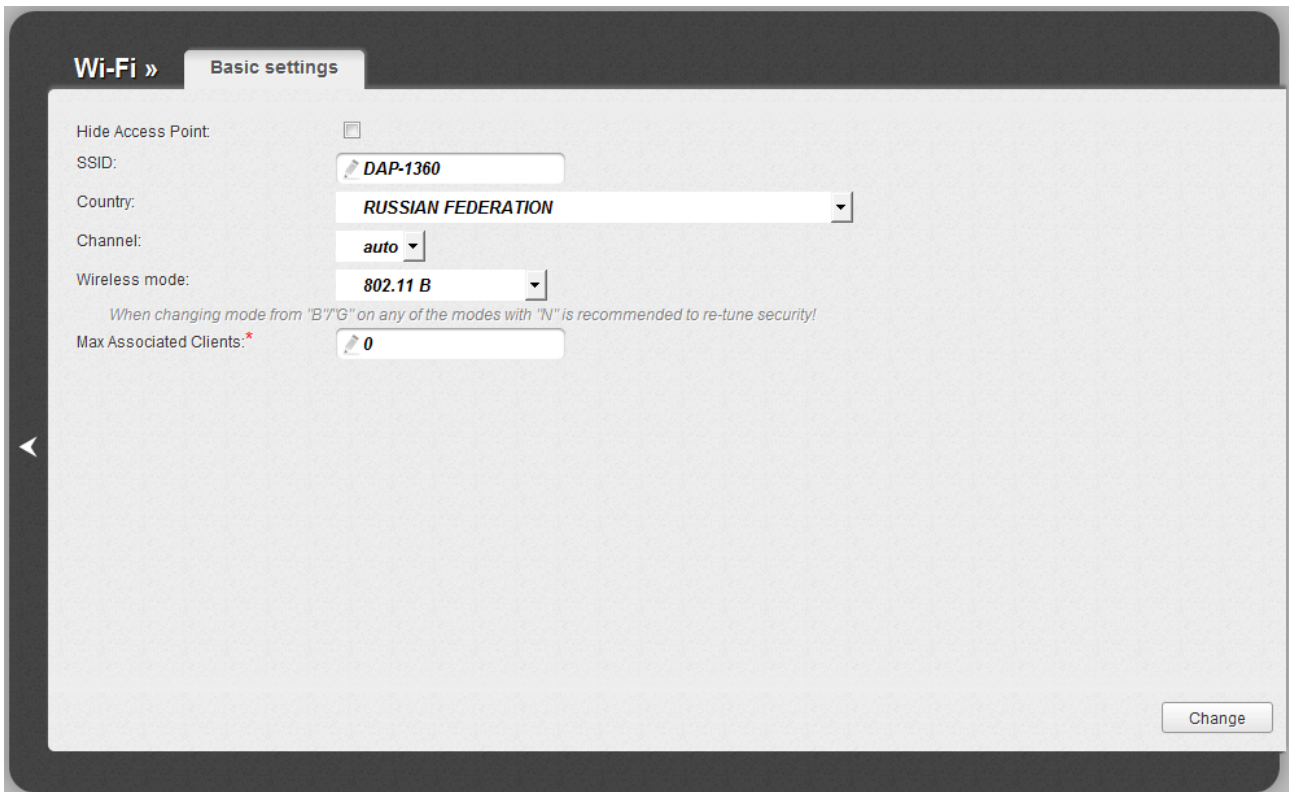 Wi-Fi » Basic settings
Hide Access Point:
SSID: DAP-1360
Country: RUSSIAN FEDERATION
Channel: auto
Wireless mode: 802.11 B
When changing mode from "B"/"G" on any of the modes with "N" is recommended to re-tune security!
Max Associated Clients:* 0
Change